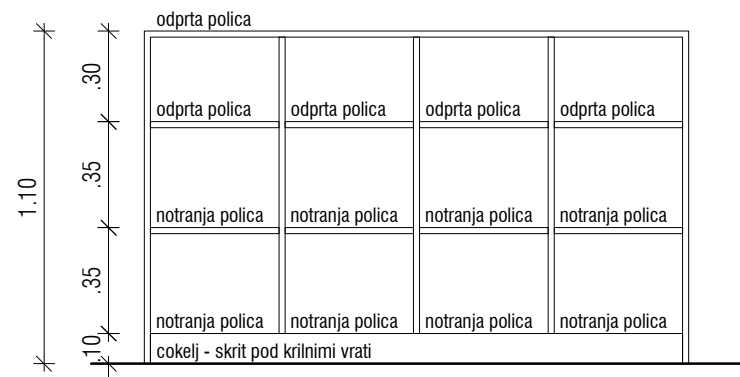 odprta polica
.30
odprta polica odprta polica odprta polica odprta polica
.35
1.10
notranja polica notranja polica notranja polica notranja polica
.35
notranja polica notranja polica notranja polica notranja polica
.10
cokelj - skrit pod krilnimi vrati